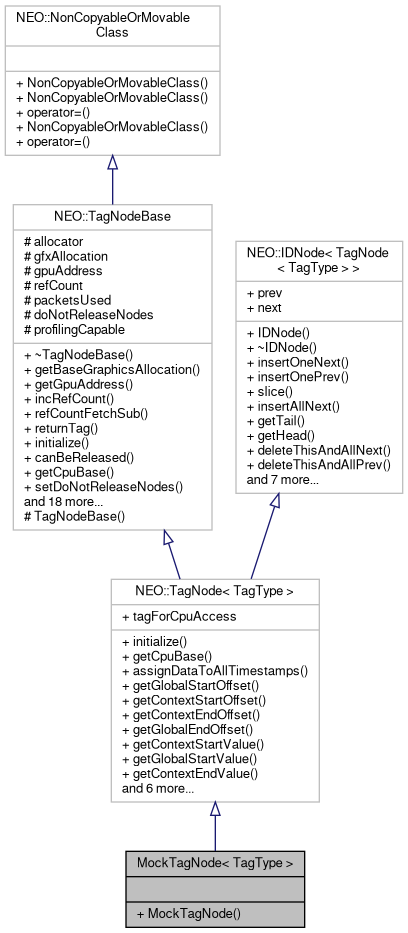 NEO::NonCopyableOrMovable
Class
+ NonCopyableOrMovableClass()
+ NonCopyableOrMovableClass()
+ operator=()
+ NonCopyableOrMovableClass()
+ operator=()
NEO::TagNodeBase
# allocator
# gfxAllocation
# gpuAddress
# refCount
# packetsUsed
# doNotReleaseNodes
# profilingCapable
+ ~TagNodeBase()
+ getBaseGraphicsAllocation()
+ getGpuAddress()
+ incRefCount()
+ refCountFetchSub()
+ returnTag()
+ initialize()
+ canBeReleased()
+ getCpuBase()
+ setDoNotReleaseNodes()
and 18 more...
# TagNodeBase()
NEO::IDNode< TagNode
< TagType > >
+ prev
+ next
+ IDNode()
+ ~IDNode()
+ insertOneNext()
+ insertOnePrev()
+ slice()
+ insertAllNext()
+ getTail()
+ getHead()
+ deleteThisAndAllNext()
+ deleteThisAndAllPrev()
and 7 more...
NEO::TagNode< TagType >
+ tagForCpuAccess
+ initialize()
+ getCpuBase()
+ assignDataToAllTimestamps()
+ getGlobalStartOffset()
+ getContextStartOffset()
+ getContextEndOffset()
+ getGlobalEndOffset()
+ getContextStartValue()
+ getGlobalStartValue()
+ getContextEndValue()
and 6 more...
MockTagNode< TagType >
+ MockTagNode()